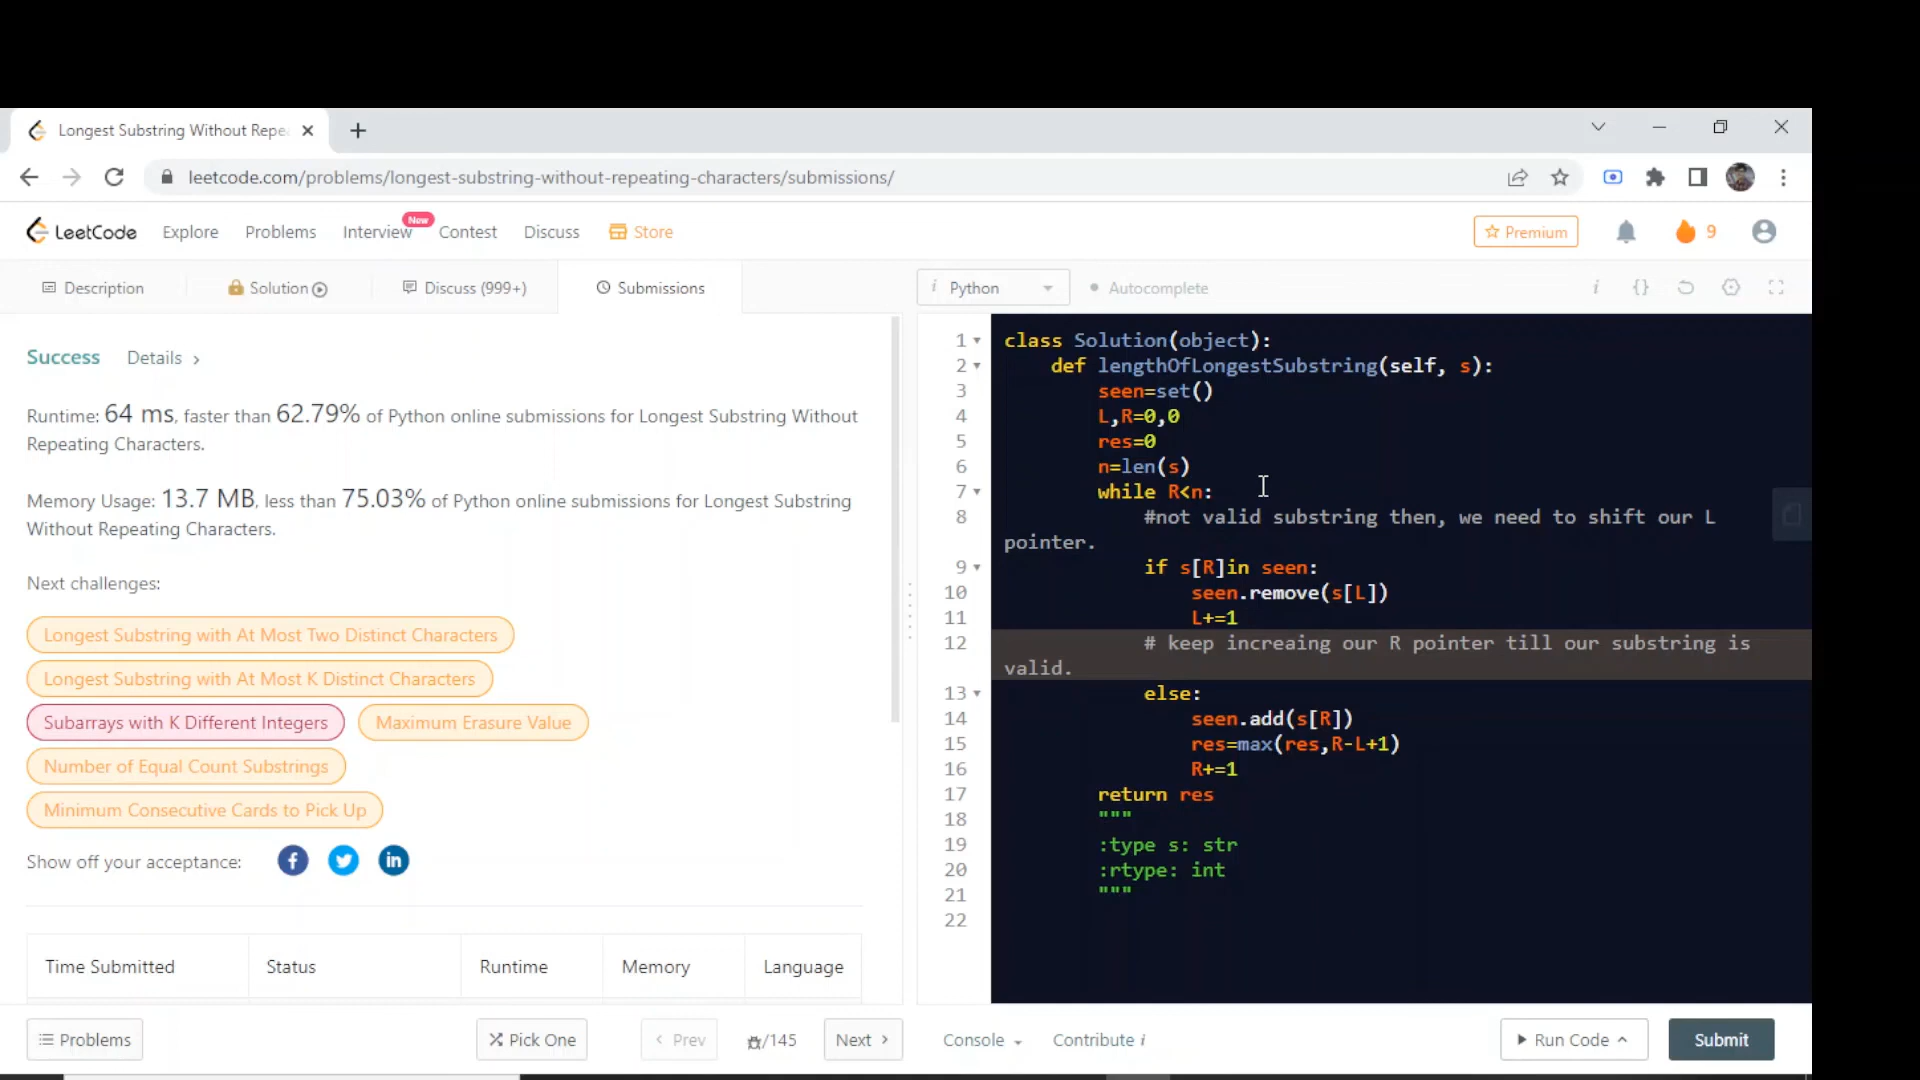 Longest Substring Without Repe
leetcode.com/problems/longest-substring-without-repeating-characters/submissions/
LeetCode Explore Problems Interview New Contest Discuss Store Premium 9
Description Solution Discuss (999+) Submissions
i Python Autocomplete i {}
Success Details >
Runtime: 64 ms, faster than 62.79% of Python online submissions for Longest Substring Without
Repeating Characters.
Memory Usage: 13.7 MB, less than 75.03% of Python online submissions for Longest Substring
Without Repeating Characters.
Next challenges:
Longest Substring with At Most Two Distinct Characters
Longest Substring with At Most K Distinct Characters
Subarrays with K Different Integers Maximum Erasure Value
Number of Equal Count Substrings
Minimum Consecutive Cards to Pick Up
Show off your acceptance:
Time Submitted Status Runtime Memory Language
1 class Solution(object):
2 def lengthOfLongestSubstring(self, s):
3 seen=set()
4 L,R=0,0
5 res=0
6 n=len(s)
7 while R<n:
8 #not valid substring then, we need to shift our L
pointer.
9 if s[R]in seen:
10 seen.remove(s[L])
11 L+=1
12 # keep increaing our R pointer till our substring is
valid.
13 else:
14 seen.add(s[R])
15 res=max(res,R-L+1)
16 R+=1
17 return res
18 """
19 :type s: str
20 :rtype: int
21 """
22
Problems Pick One < Prev /145 Next > Console Contribute i Run Code Submit